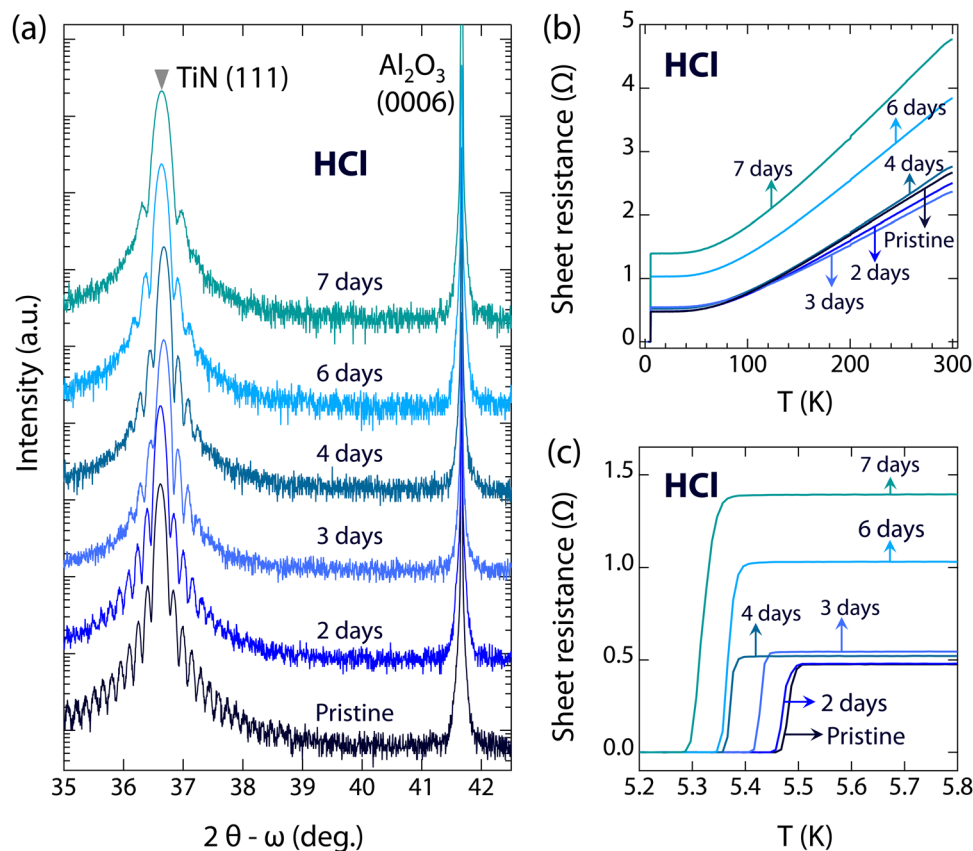 (a)
TiN (111)
Al₂O₃
(0006)
HCl
7 days
6 days
4 days
3 days
2 days
Pristine
Intensity (a.u.)
35 36 37 38 39 40 41 42
2 θ - ω (deg.)
(b)
HCl
5
4
3
2
1
0
Sheet resistance (Ω)
6 days
7 days
4 days
Pristine
2 days
3 days
0 100 200 300
T (K)
(c)
HCl
1.5
1.0
0.5
0.0
Sheet resistance (Ω)
7 days
6 days
3 days
4 days
2 days
Pristine
5.2 5.3 5.4 5.5 5.6 5.7 5.8
T (K)